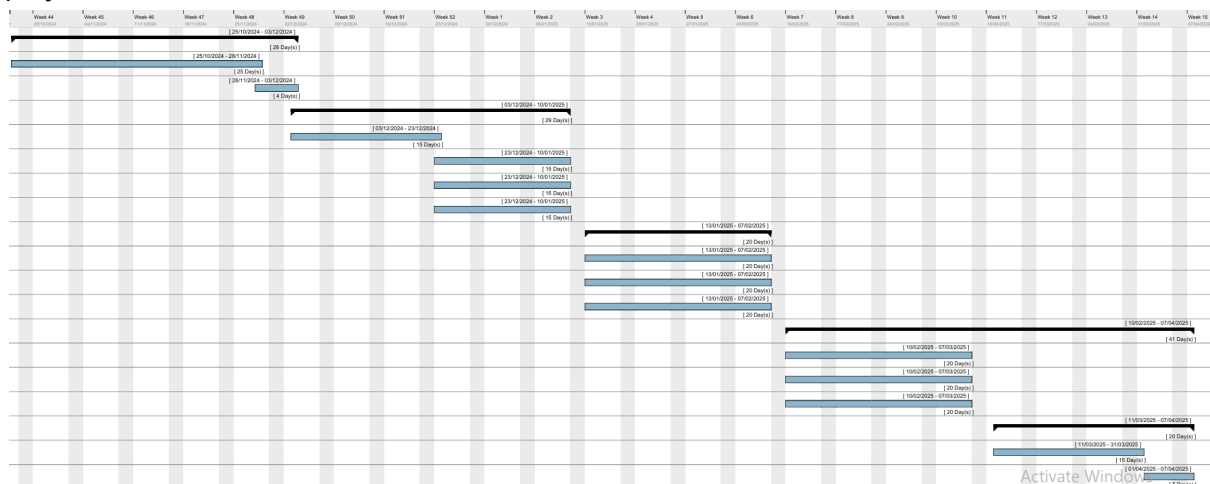 Week 44 Week 45 Week 46 Week 47 Week 48 Week 49 Week 50 Week 51 Week 52 Week 1 Week 2 Week 3 Week 4 Week 5 Week 6 Week 7 Week 8 Week 9 Week 10 Week 11 Week 12 Week 13 Week 14 Week 15
[ 25/10/2024 - 03/12/2024 ]
[ 28 Day(s) ]
[ 25/10/2024 - 28/11/2024 ]
[ 25 Day(s) ]
[ 28/11/2024 - 03/12/2024 ]
[ 4 Day(s) ]
[ 03/12/2024 - 10/01/2025 ]
[ 29 Day(s) ]
[ 03/12/2024 - 23/12/2024 ]
[ 15 Day(s) ]
[ 23/12/2024 - 10/01/2025 ]
[ 15 Day(s) ]
[ 23/12/2024 - 10/01/2025 ]
[ 15 Day(s) ]
[ 23/12/2024 - 10/01/2025 ]
[ 15 Day(s) ]
[ 13/01/2025 - 07/02/2025 ]
[ 20 Day(s) ]
[ 13/01/2025 - 07/02/2025 ]
[ 20 Day(s) ]
[ 13/01/2025 - 07/02/2025 ]
[ 20 Day(s) ]
[ 13/01/2025 - 07/02/2025 ]
[ 20 Day(s) ]
[ 10/02/2025 - 07/04/2025 ]
[ 41 Day(s) ]
[ 10/02/2025 - 07/03/2025 ]
[ 20 Day(s) ]
[ 10/02/2025 - 07/03/2025 ]
[ 20 Day(s) ]
[ 10/02/2025 - 07/03/2025 ]
[ 20 Day(s) ]
[ 11/03/2025 - 07/04/2025 ]
[ 20 Day(s) ]
[ 11/03/2025 - 31/03/2025 ]
[ 15 Day(s) ]
[ 01/04/2025 - 07/04/2025 ]
Activate Windows